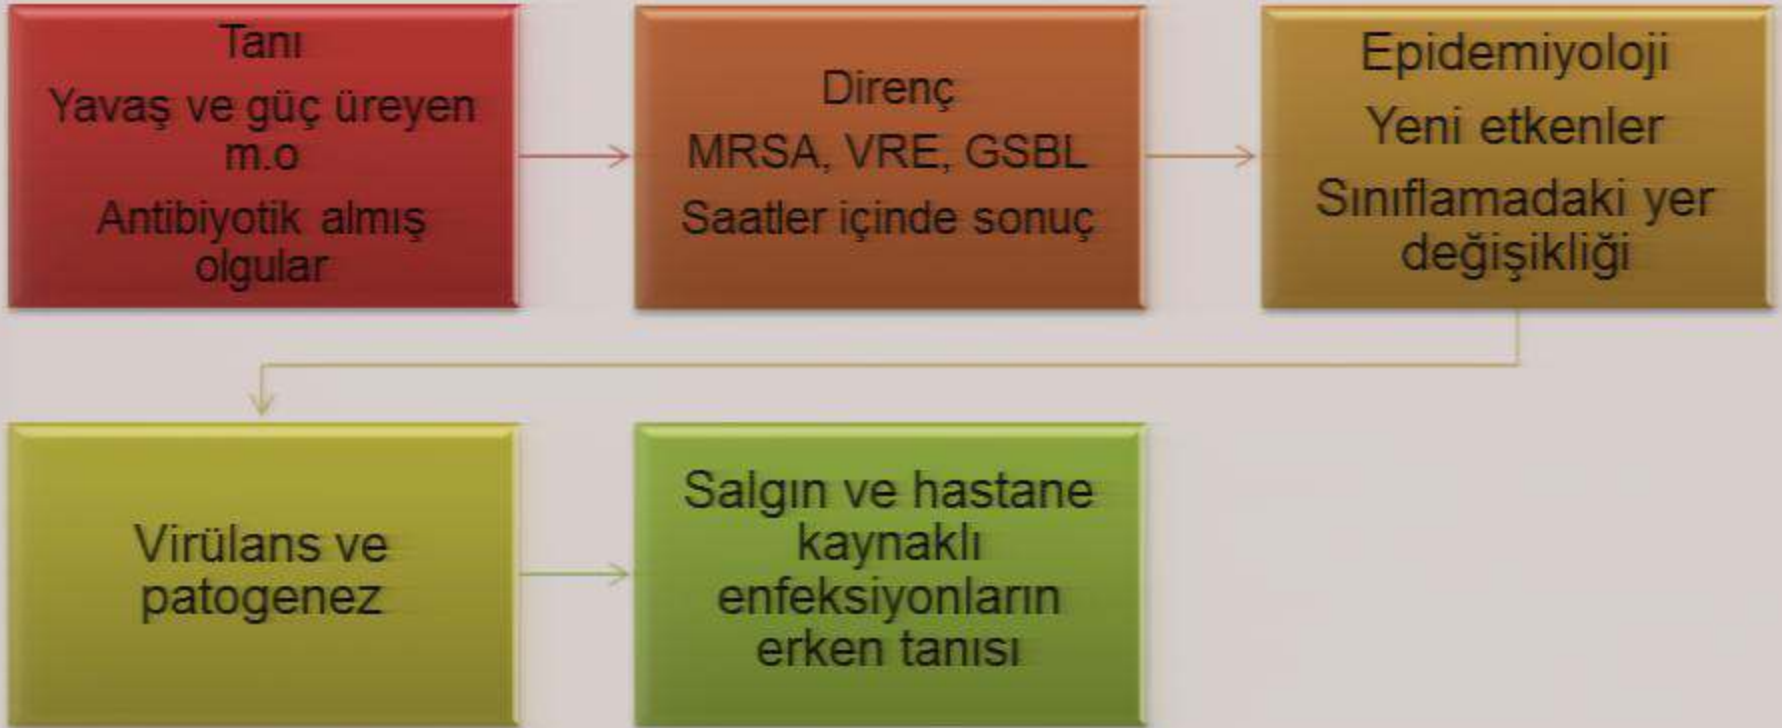 Tanı
Yavaş ve güç üreyen
m.o
Antibiyotik almış
olgular
Direnç
MRSA, VRE, GSBL
Saatler içinde sonuç
Epidemiyoloji
Yeni etkenler
Sınıflamadaki yer
değişikliği
Virülans ve
patogenez
Salgın ve hastane
kaynaklı
enfeksiyonların
erken tanısı